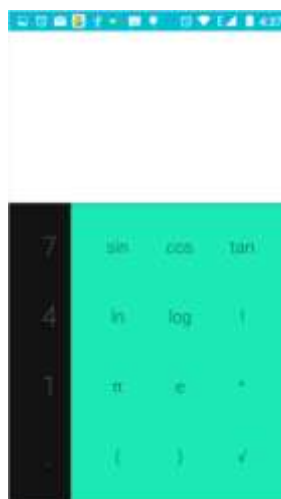 7 sin cos tan
4 ln log !
1 π e ^
. ( ) √